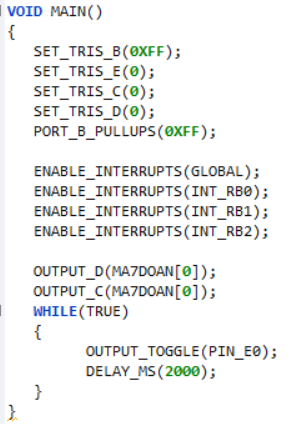 VOID MAIN()
{
SET_TRIS_B(0XFF);
SET_TRIS_E(0);
SET_TRIS_C(0);
SET_TRIS_D(0);
PORT_B_PULLUPS(0XFF);
ENABLE_INTERRUPTS(GLOBAL);
ENABLE_INTERRUPTS(INT_RB0);
ENABLE_INTERRUPTS(INT_RB1);
ENABLE_INTERRUPTS(INT_RB2);
OUTPUT_D(MA7DOAN[0]);
OUTPUT_C(MA7DOAN[0]);
WHILE(TRUE)
{
OUTPUT_TOGGLE(PIN_E0);
DELAY_MS(2000);
}
}